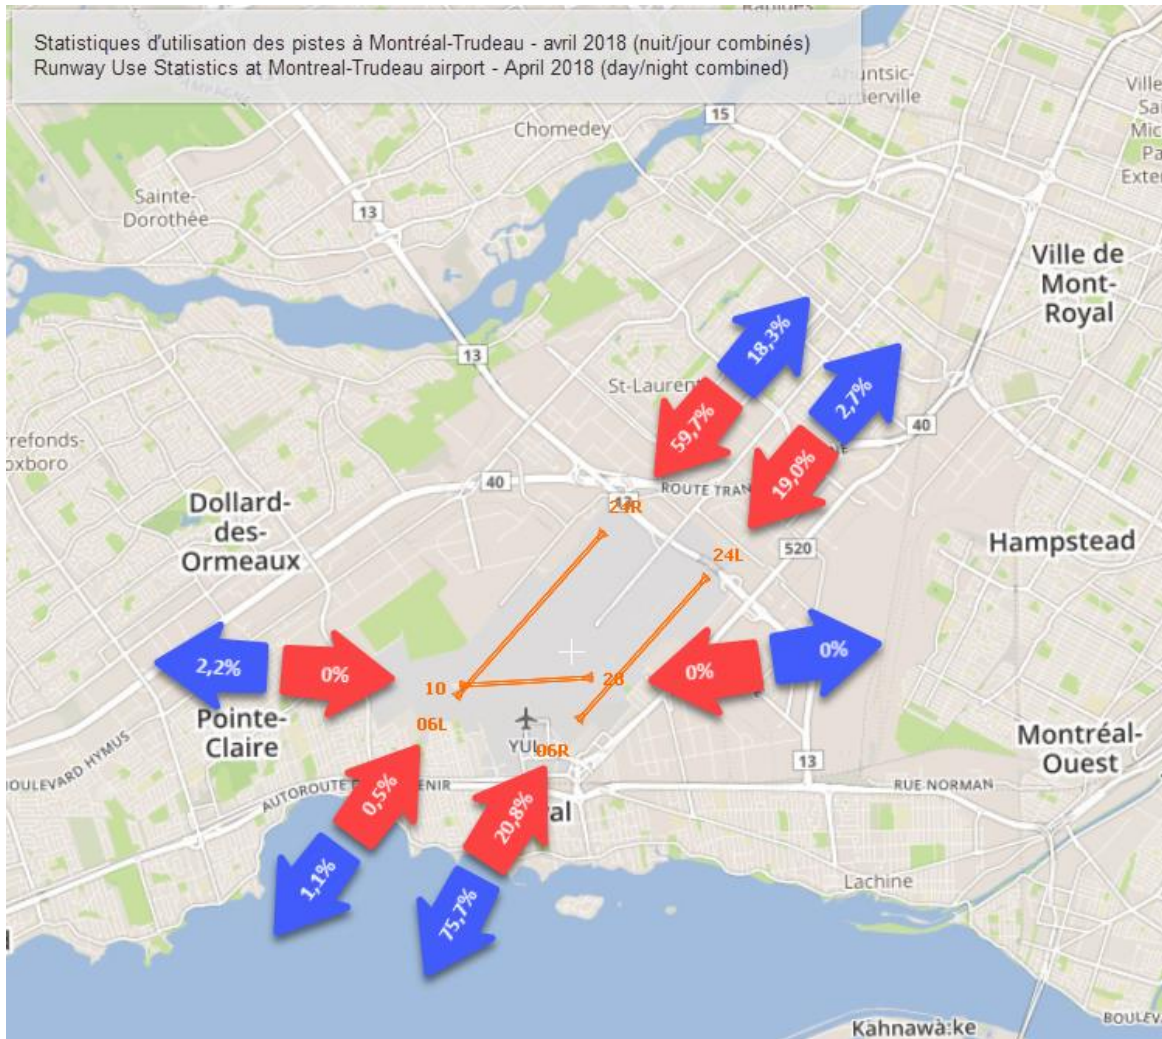 Statistiques d'utilisation des pistes à Montréal-Trudeau - avril 2018 (nuit/jour combinés)
Runway Use Statistics at Montreal-Trudeau airport - April 2018 (day/night combined)
15
Chomedey
Sainte-
Dorothée
13
Ville de
Mont-
Royal
18,3%
13
St-Laurent
2,7%
59,7%
40
19,0%
40
ROUTE
13
24R
Dollard-
des-
Ormeaux
520
24L
Hampstead
2,2%
0%
0%
0%
10
28
06L
Pointe-
Claire
YUL
06R
Montréal-
Ouest
13
BOULEVARD HYMUS
AUTOROUTE
RUE NORMAN
0,5%
20,8%
1,1%
75,7%
Lachine
Kahnawà:ke